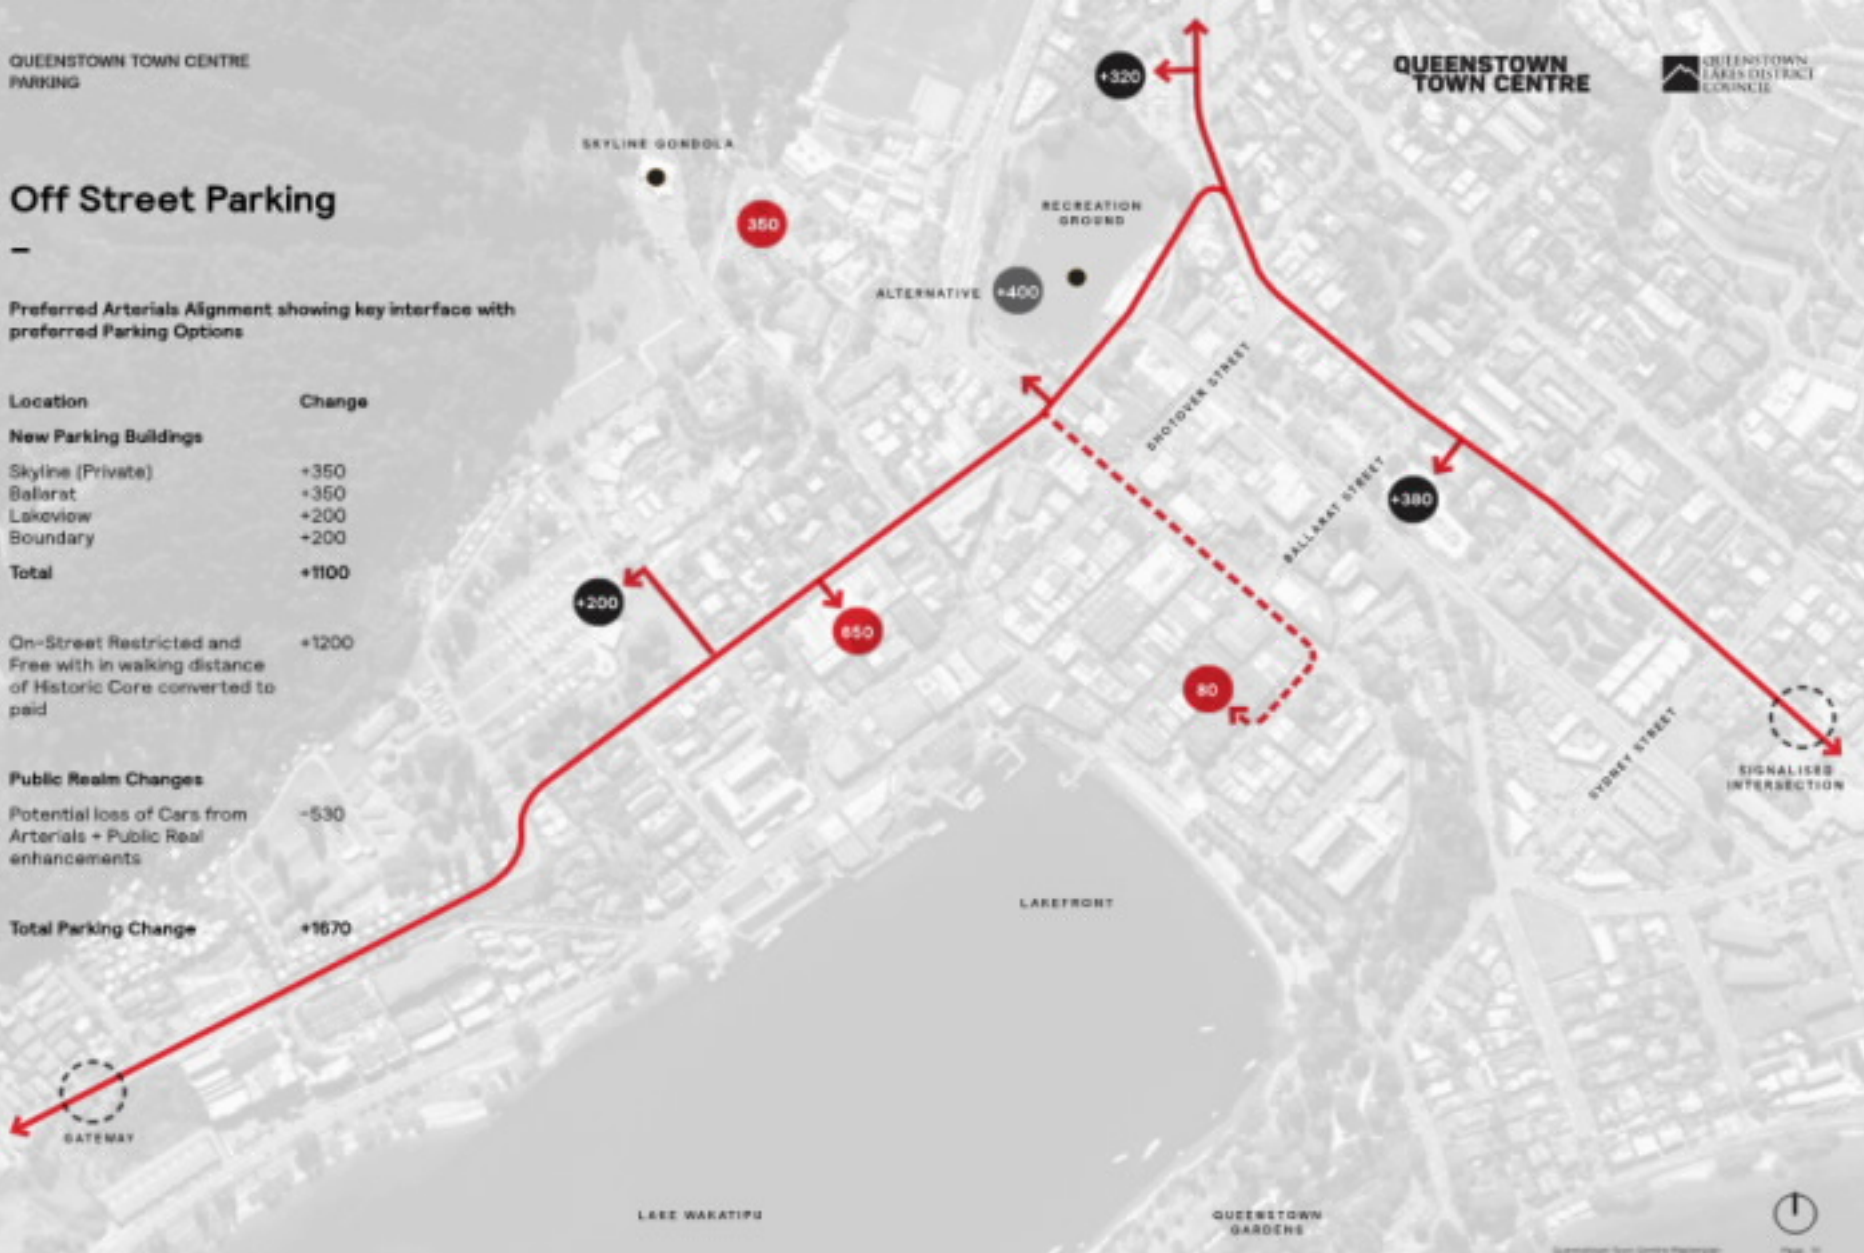 QUEENSTOWN TOWN CENTRE
PARKING
QUEENSTOWN
TOWN CENTRE
QUEENSTOWN
LAKES DISTRICT
COUNCIL
Off Street Parking
Preferred Arterials Alignment showing key interface with
preferred Parking Options
Location Change
New Parking Buildings
Skyline (Private) +350
Ballarat +350
Lakeview +200
Boundary +200
Total +1100
On-Street Restricted and +1200
Free with in walking distance
of Historic Core converted to
paid
Public Realm Changes
Potential loss of Cars from -530
Arterials + Public Real
enhancements
Total Parking Change +1670
SKYLINE GONDOLA
350
+320
RECREATION
GROUND
ALTERNATIVE
+400
SHOTOVER STREET
BALLARAT STREET
+380
+200
650
80
SYDNEY STREET
SIGNALISED
INTERSECTION
LAKEFRONT
GATEWAY
LAKE WAKATIPU
QUEENSTOWN
GARDENS